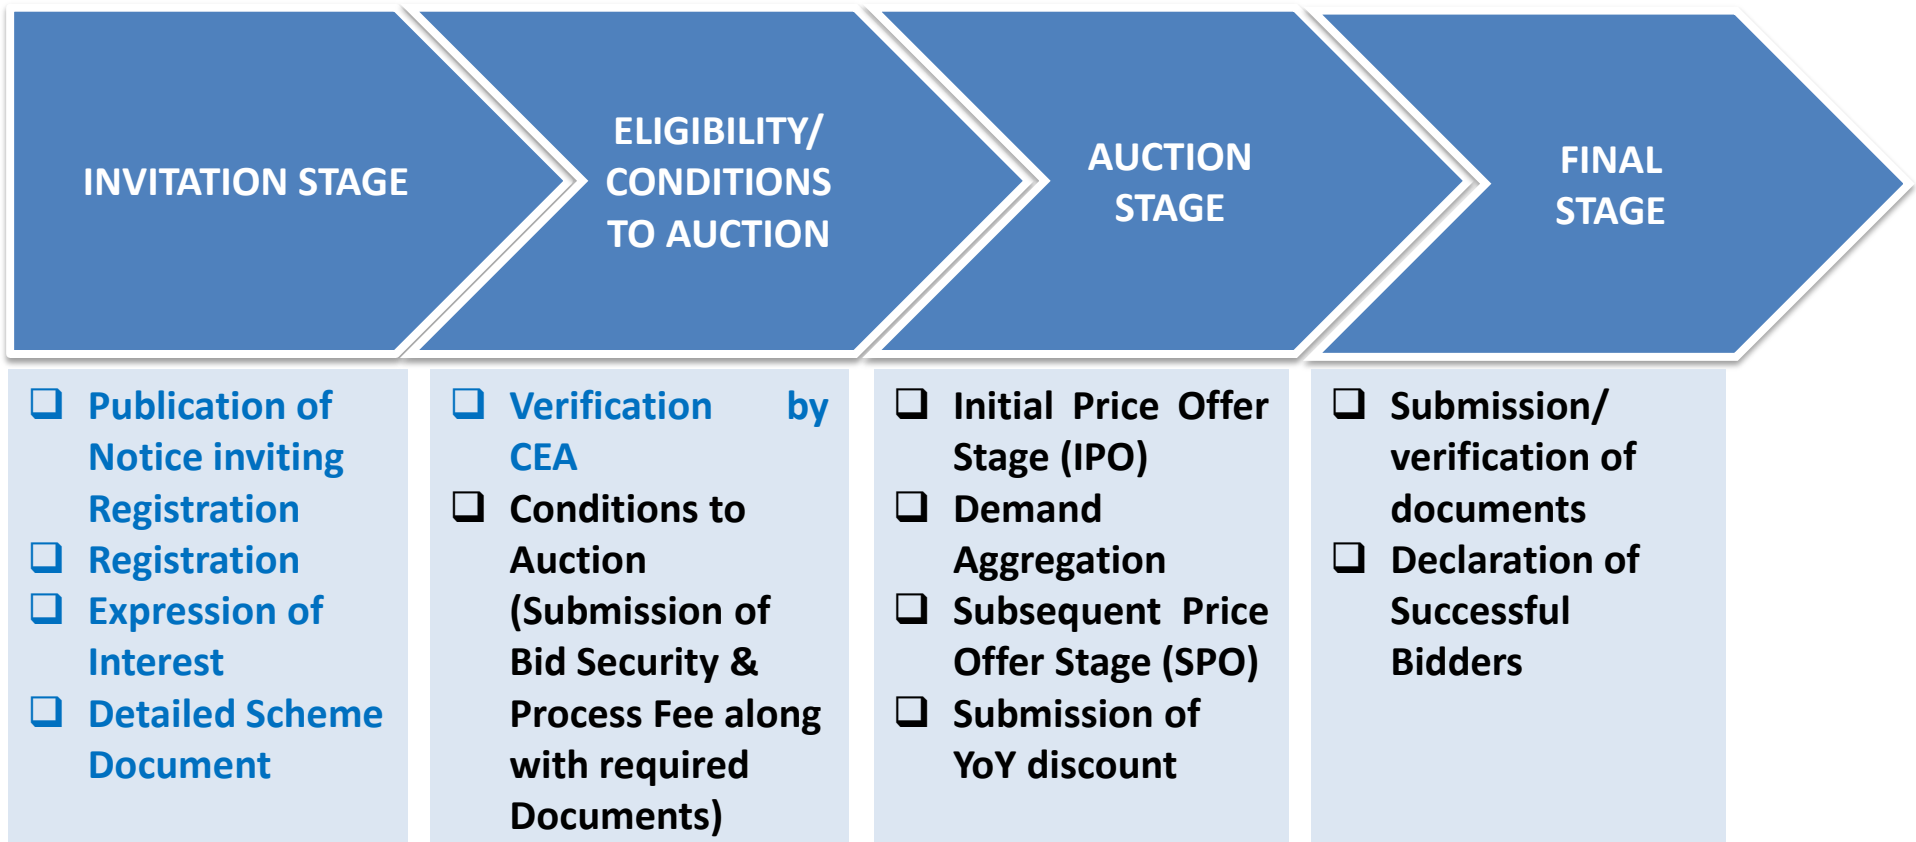 INVITATION STAGE
ELIGIBILITY/
CONDITIONS
TO AUCTION
AUCTION
STAGE
FINAL
STAGE
❑ Publication of
Notice inviting
Registration
❑ Registration
❑ Expression of
Interest
❑ Detailed Scheme
Document
❑ Verification by
CEA
❑ Conditions to
Auction
(Submission of
Bid Security &
Process Fee along
with required
Documents)
❑ Initial Price Offer
Stage (IPO)
❑ Demand
Aggregation
❑ Subsequent Price
Offer Stage (SPO)
❑ Submission of
YoY discount
❑ Submission/
verification of
documents
❑ Declaration of
Successful
Bidders